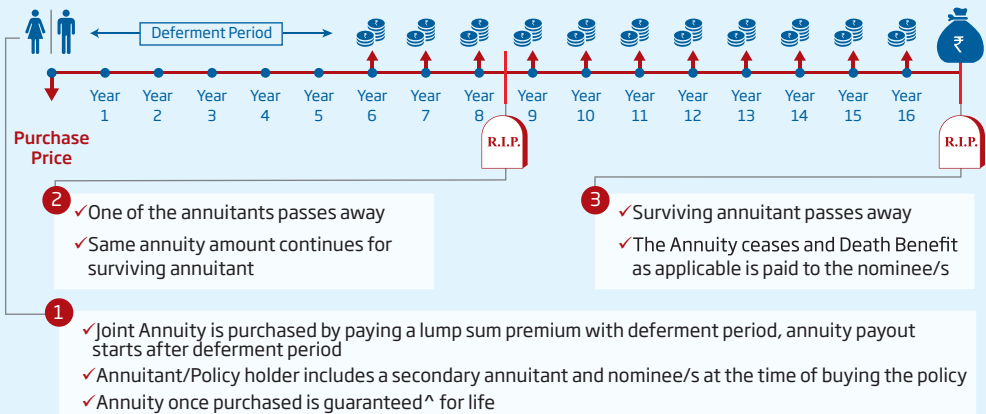 Deferment Period
₹ ₹ ₹ ₹ ₹ ₹ ₹ ₹ ₹ ₹ ₹ ₹
Year Year Year Year Year Year Year Year Year Year Year Year Year Year Year Year
1 2 3 4 5 6 7 8 9 10 11 12 13 14 15 16
Purchase
Price
R.I.P. R.I.P.
2
✓One of the annuitants passes away
✓Same annuity amount continues for
surviving annuitant
3
✓Surviving annuitant passes away
✓The Annuity ceases and Death Benefit
as applicable is paid to the nominee/s
1
✓Joint Annuity is purchased by paying a lump sum premium with deferment period, annuity payout
starts after deferment period
✓Annuitant/Policy holder includes a secondary annuitant and nominee/s at the time of buying the policy
✓Annuity once purchased is guaranteed^ for life